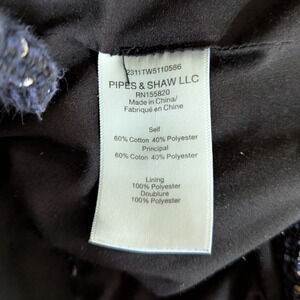 2311TW5110586
PIPES & SHAW LLC
RN155820
Made in China/
Fabriqué en Chine
Self
60% Cotton 40% Polyester
Principal
60% Coton 40% Polyester
Lining
100% Polyester
Doublure
100% Polyester